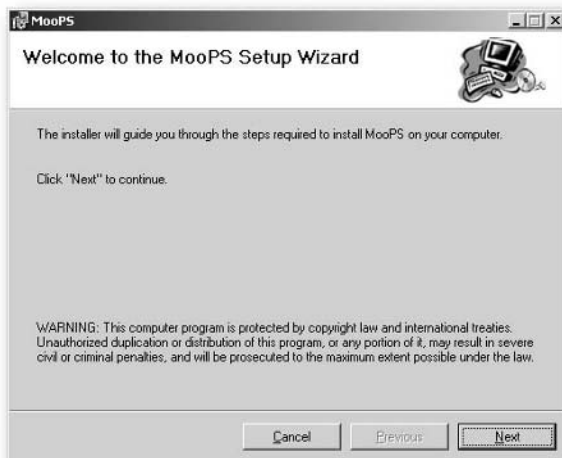 MooPS
Welcome to the MooPS Setup Wizard
The installer will guide you through the steps required to install MooPS on your computer.
Click "Next" to continue.
WARNING: This computer program is protected by copyright law and international treaties.
Unauthorized duplication or distribution of this program, or any portion of it, may result in severe
civil or criminal penalties, and will be prosecuted to the maximum extent possible under the law.
Cancel Previous Next